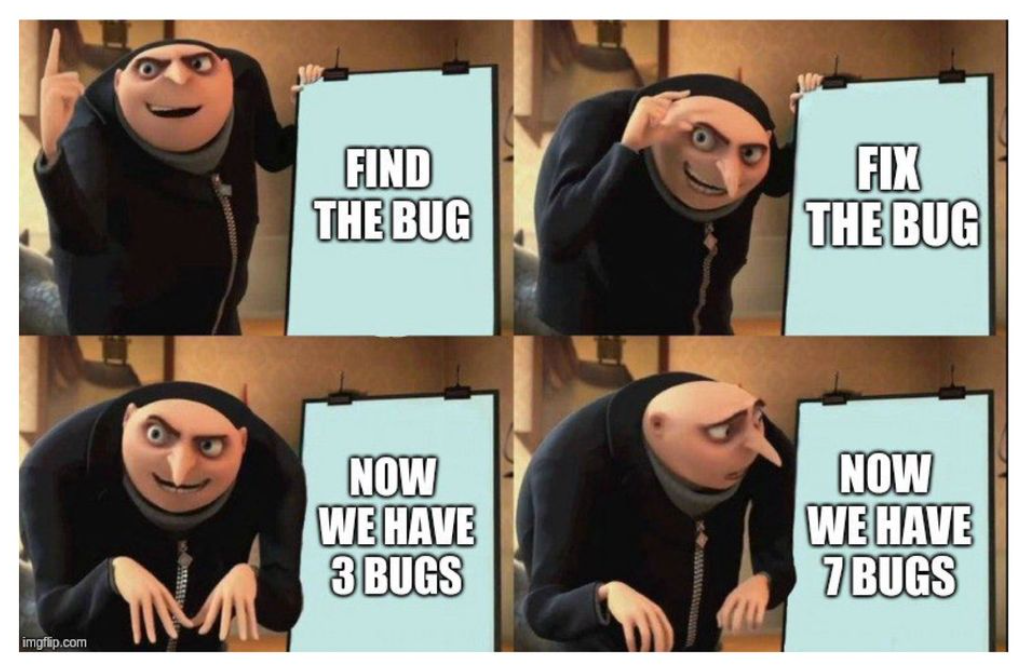 FIND
THE BUG
FIX
THE BUG
NOW
WE HAVE
3 BUGS
NOW
WE HAVE
7 BUGS
imgflip.com